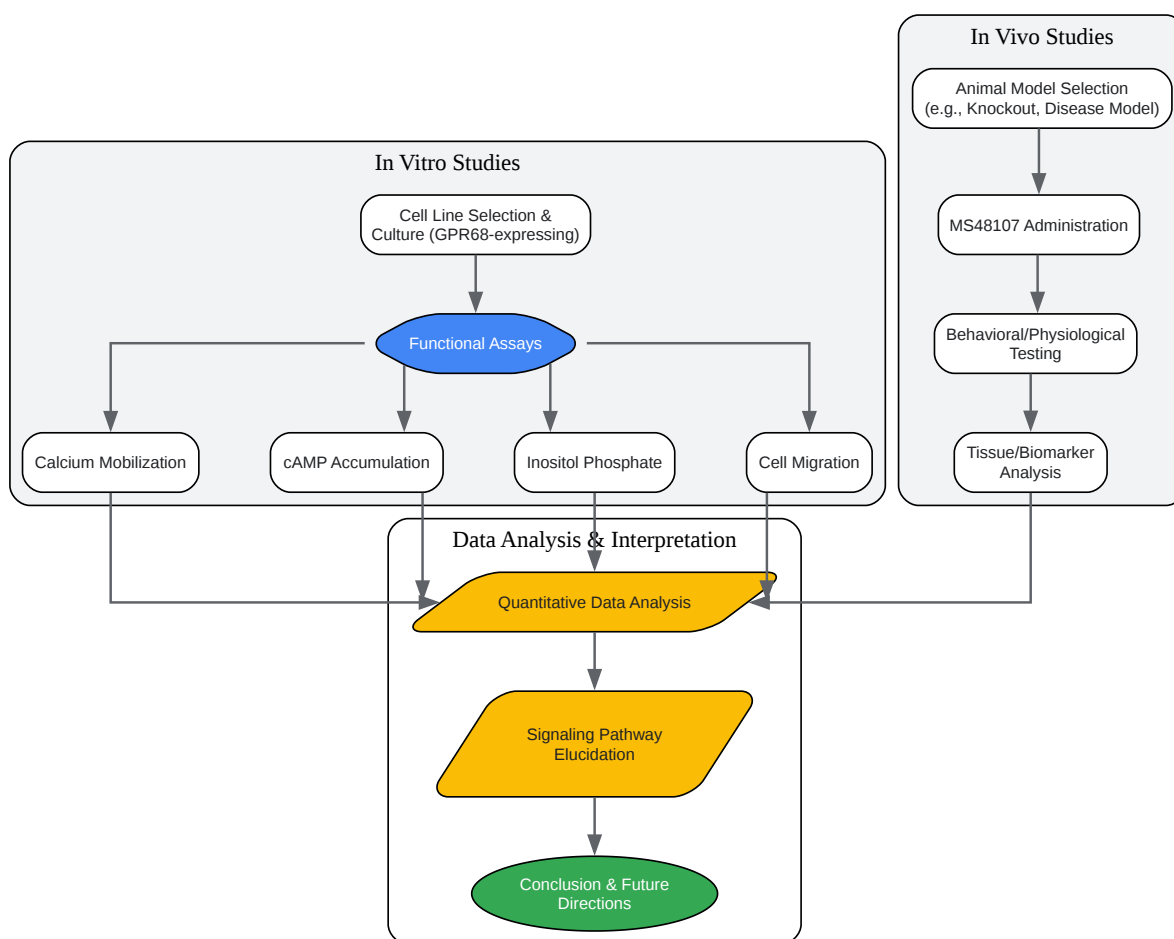 In Vivo Studies
Animal Model Selection
(e.g., Knockout, Disease Model)
MS48107 Administration
Behavioral/Physiological
Testing
Tissue/Biomarker
Analysis
In Vitro Studies
Cell Line Selection &
Culture (GPR68-expressing)
Functional Assays
Calcium Mobilization
cAMP Accumulation
Inositol Phosphate
Cell Migration
Data Analysis & Interpretation
Quantitative Data Analysis
Signaling Pathway
Elucidation
Conclusion & Future
Directions